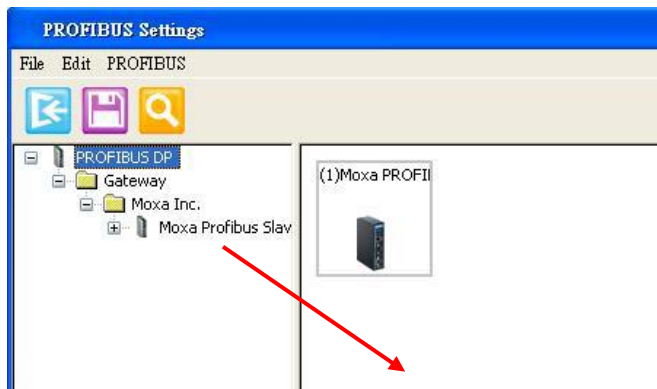 PROFIBUS Settings
File Edit PROFIBUS
PROFIBUS DP
Gateway
Moxa Inc.
Moxa Profibus Slav
(1)Moxa PROFI